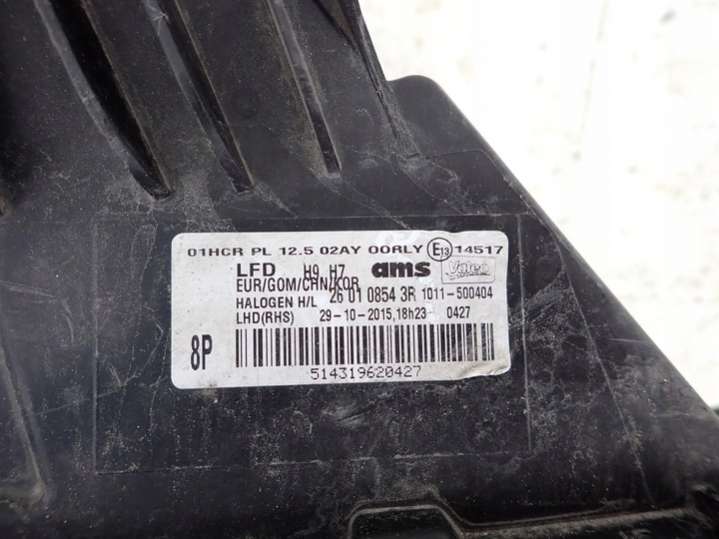 01HCR PL 12.5 02AY 00RLY E13 14517
LFD H9 H7 ams Valeo
EUR/GOM/CHN/KOR
HALOGEN H/L 26 01 0854 3R 1011-500404
LHD(RHS) 29-10-2015,18h23 0427
8P
514319620427